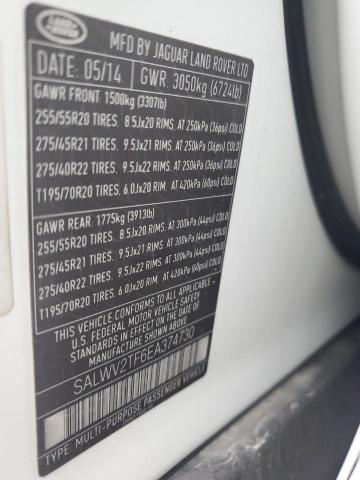 LAND
ROVER
MFD BY JAGUAR LAND ROVER LTD
DATE: 05/14 GWR: 3050kg (6724lb)
GAWR FRONT: 1500kg (3307lb)
255/55R20 TIRES. 8.5Jx20 RIMS. AT 250kPa (36psi) COLD
275/45R21 TIRES. 9.5Jx21 RIMS. AT 250kPa (36psi) COLD
275/40R22 TIRES. 9.5Jx22 RIMS. AT 250kPa (36psi) COLD
T195/70R20 TIRES. 6.0Jx20 RIM. AT 420kPa (60psi) COLD
GAWR REAR: 1775kg (3913lb)
255/55R20 TIRES. 8.5Jx20 RIMS. AT 300kPa (44psi) COLD
275/45R21 TIRES. 9.5Jx21 RIMS. AT 300kPa (44psi) COLD
275/40R22 TIRES. 9.5Jx22 RIMS. AT 300kPa (44psi) COLD
T195/70R20 TIRES. 6.0Jx20 RIM. AT 420kPa (60psi) COLD
THIS VEHICLE CONFORMS TO ALL APPLICABLE
U.S. FEDERAL MOTOR VEHICLE SAFETY
STANDARDS IN EFFECT ON THE DATE
OF MANUFACTURE SHOWN ABOVE
SALWV2TF6EA374730
TYPE: MULTI-PURPOSE PASSENGER VEHICLE